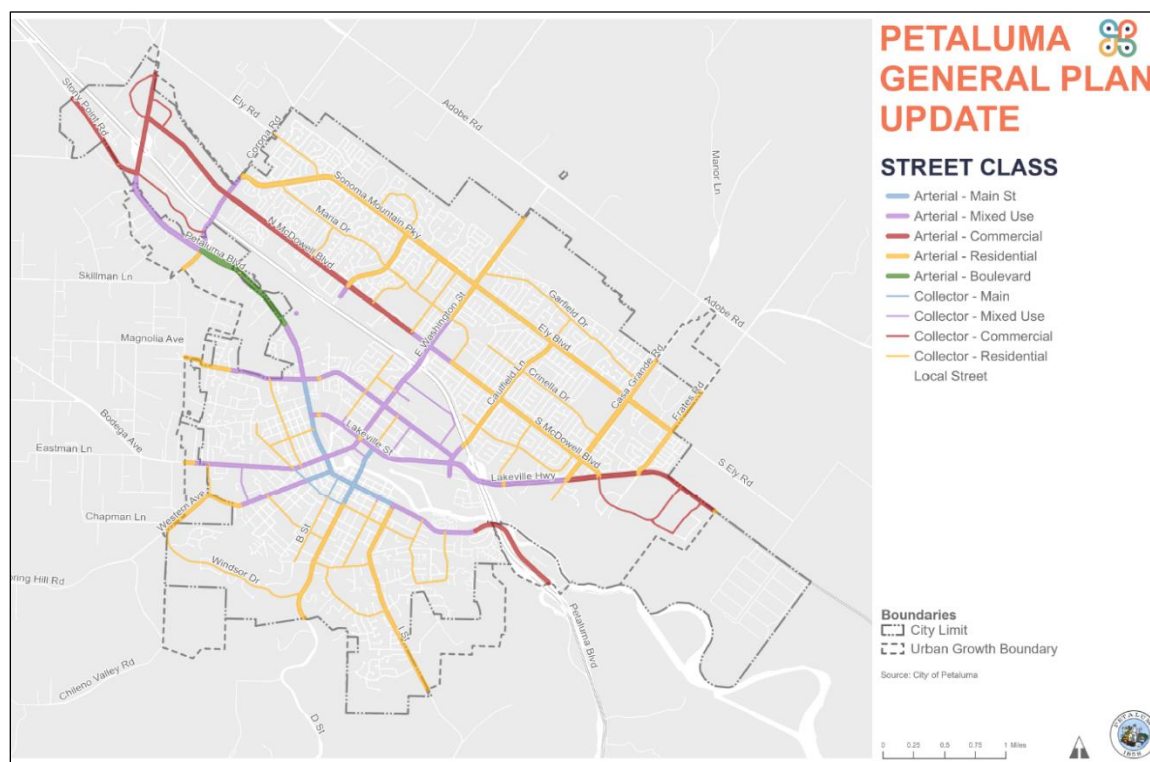 PETALUMA
GENERAL PLAN
UPDATE
STREET CLASS
Arterial - Main St
Arterial - Mixed Use
Arterial - Commercial
Arterial - Residential
Arterial - Boulevard
Collector - Main
Collector - Mixed Use
Collector - Commercial
Collector - Residential
Local Street
Stony Point Rd
Ely Rd
Corona Rd
Adobe Rd
Manor Ln
Sonoma Mountain Pky
Maria Dr
N McDowell Blvd
Petaluma Blvd
Skillman Ln
E Washington St
Garfield Dr
Adobe Rd
Magnolia Ave
Ely Blvd
Casa Grande Rd
Caulfield Ln
Crinella Dr
Frates Rd
Bodega Ave
Lakeville St
S McDowell Blvd
Eastman Ln
Lakeville Hwy
S Ely Rd
Western Ave
Chapman Ln
B St
Windsor Dr
ring Hill Rd
I St
Petaluma Blvd
Chileno Valley Rd
D St
Boundaries
City Limit
Urban Growth Boundary
Source: City of Petaluma
0 0.25 0.5 0.75 1 Miles